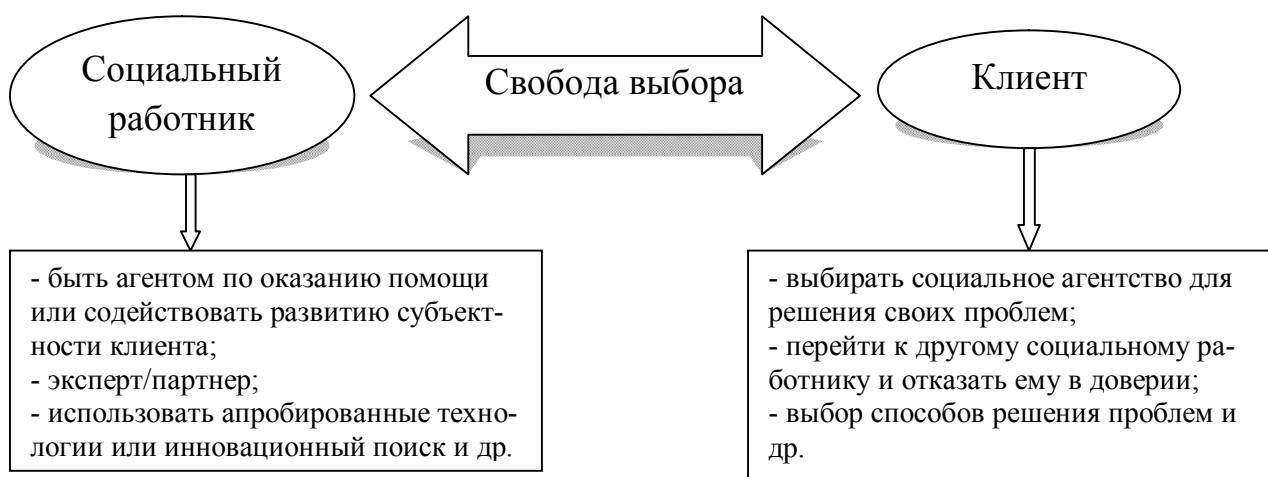 Социальный
работник
Свобода выбора
Клиент
- быть агентом по оказанию помощи
или содействовать развитию субъект-
ности клиента;
- эксперт/партнер;
- использовать апробированные техно-
логии или инновационный поиск и др.
- выбирать социальное агентство для
решения своих проблем;
- перейти к другому социальному ра-
ботнику и отказать ему в доверии;
- выбор способов решения проблем и
др.